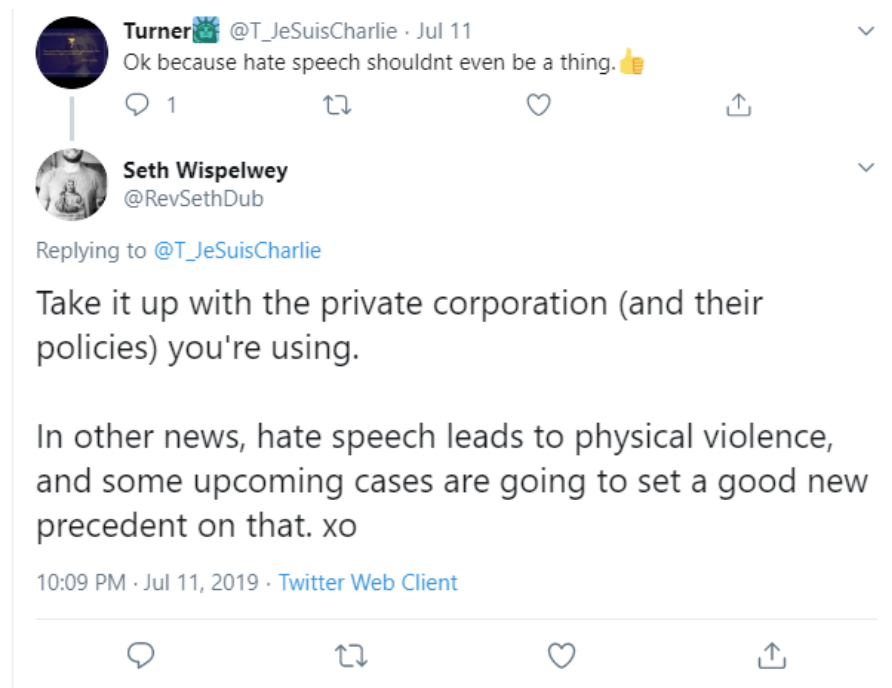 Turner🗽 @T_JeSuisCharlie · Jul 11
Ok because hate speech shouldnt even be a thing.👍
1
Seth Wispelwey
@RevSethDub
Replying to @T_JeSuisCharlie
Take it up with the private corporation (and their
policies) you're using.
In other news, hate speech leads to physical violence,
and some upcoming cases are going to set a good new
precedent on that. xo
10:09 PM · Jul 11, 2019 · Twitter Web Client